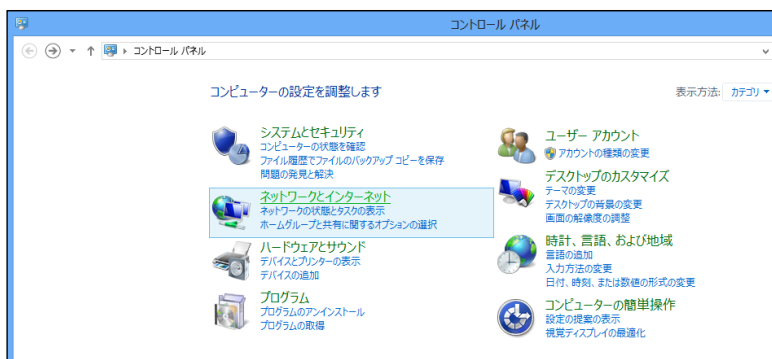 コントロール パネル
コントロール パネル
コンピューターの設定を調整します
表示方法: カテゴリ
システムとセキュリティ
コンピューターの状態を確認
ファイル履歴でファイルのバックアップ コピーを保存
問題の発見と解決
ネットワークとインターネット
ネットワークの状態とタスクの表示
ホームグループと共有に関するオプションの選択
ハードウェアとサウンド
デバイスとプリンターの表示
デバイスの追加
プログラム
プログラムのアンインストール
プログラムの取得
ユーザー アカウント
アカウントの種類の変更
デスクトップのカスタマイズ
テーマの変更
デスクトップの背景の変更
画面の解像度の調整
時計、言語、および地域
言語の追加
入力方法の変更
日付、時刻、または数値の形式の変更
コンピューターの簡単操作
設定の提案の表示
視覚ディスプレイの最適化